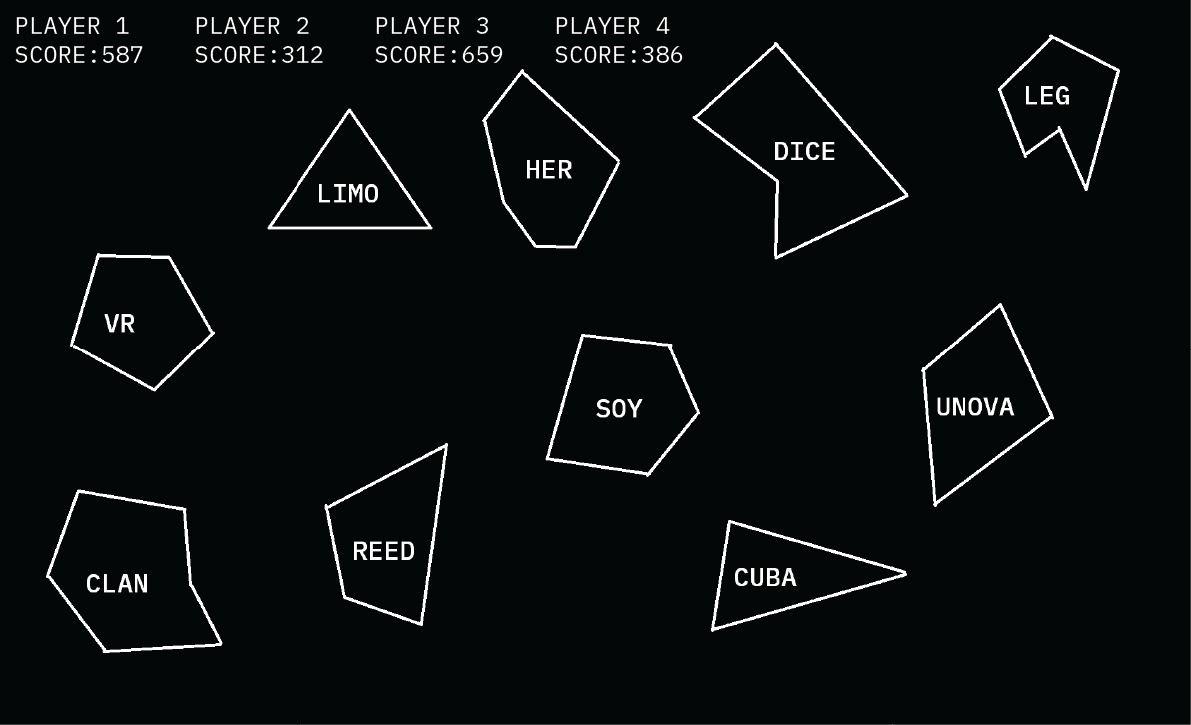 PLAYER 1
SCORE:587
PLAYER 2
SCORE:312
PLAYER 3
SCORE:659
PLAYER 4
SCORE:386
LEG
DICE
HER
LIMO
VR
SOY
UNOVA
REED
CUBA
CLAN